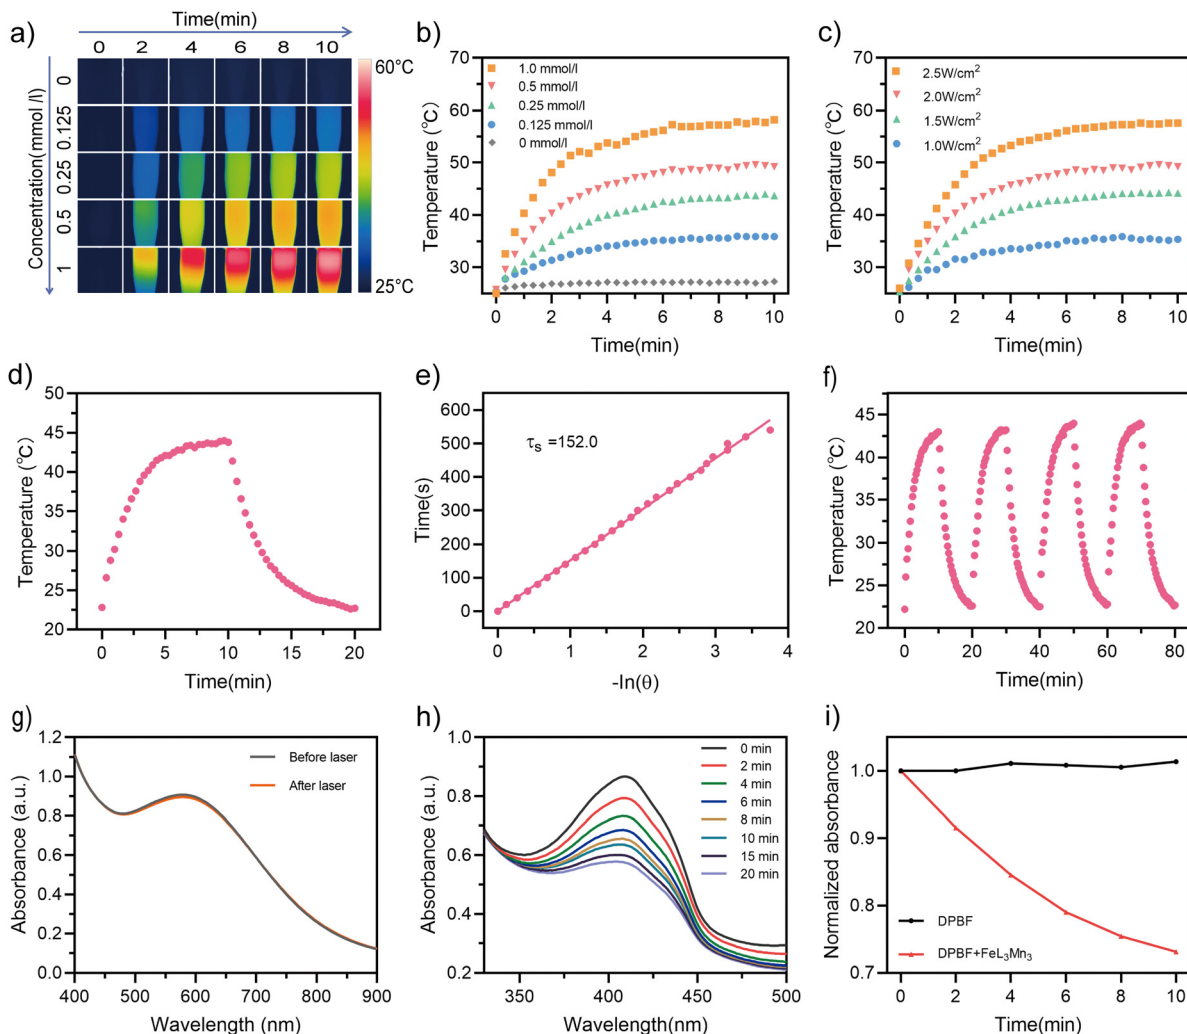 a)
Time(min)
0 2 4 6 8 10
Concentration(mmol /l)
0
0.125
0.25
0.5
1
60°C
25°C
b)
Temperature (°C)
70
60
50
40
30
1.0 mmol/l
0.5 mmol/l
0.25 mmol/l
0.125 mmol/l
0 mmol/l
0 2 4 6 8 10
Time(min)
c)
Temperature (°C)
70
60
50
40
30
2.5W/cm²
2.0W/cm²
1.5W/cm²
1.0W/cm²
0 2 4 6 8 10
Time(min)
d)
Temperature (°C)
50
45
40
35
30
25
20
0 5 10 15 20
Time(min)
e)
Time(s)
600
500
400
300
200
100
0
τs =152.0
0 1 2 3 4
-ln(θ)
f)
Temperature (°C)
45
40
35
30
25
20
0 20 40 60 80
Time(min)
g)
Absorbance (a.u.)
1.2
1.0
0.8
0.6
0.4
0.2
0.0
Before laser
After laser
400 500 600 700 800 900
Wavelength (nm)
h)
Absorbance (a.u.)
1.0
0.8
0.6
0.4
0.2
0 min
2 min
4 min
6 min
8 min
10 min
15 min
20 min
350 400 450 500
Wavelength(nm)
i)
Normalized absorbance
1.0
0.9
0.8
0.7
DPBF
DPBF+FeL₃Mn₃
0 2 4 6 8 10
Time(min)